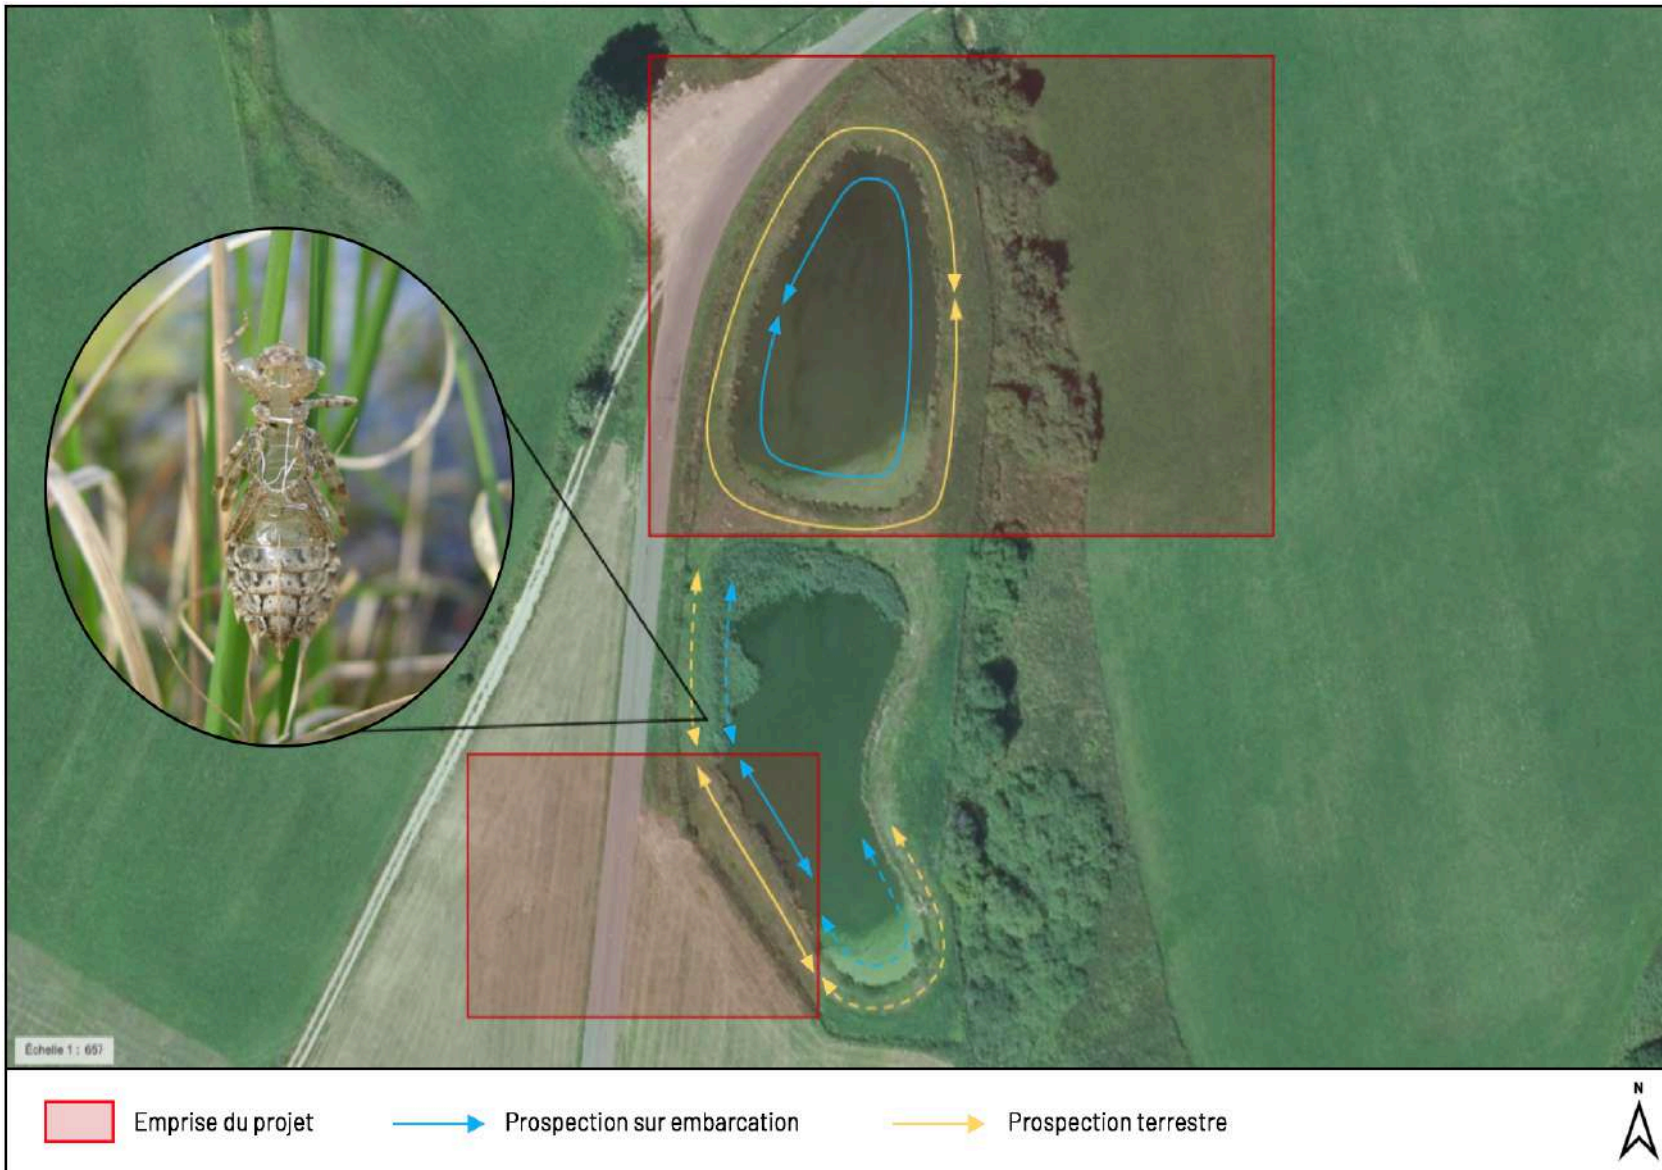 Échelle 1 : 657
Emprise du projet
Prospection sur embarcation
Prospection terrestre
N